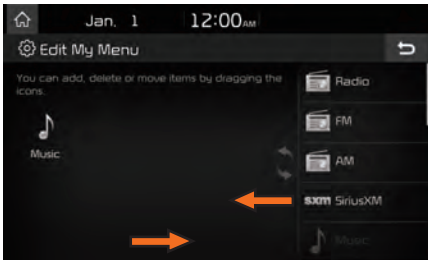 Jan. 1 12:00AM
Edit My Menu
You can add, delete or move items by dragging the
icons.
Music
Radio
FM
AM
sxm SiriusXM
Music